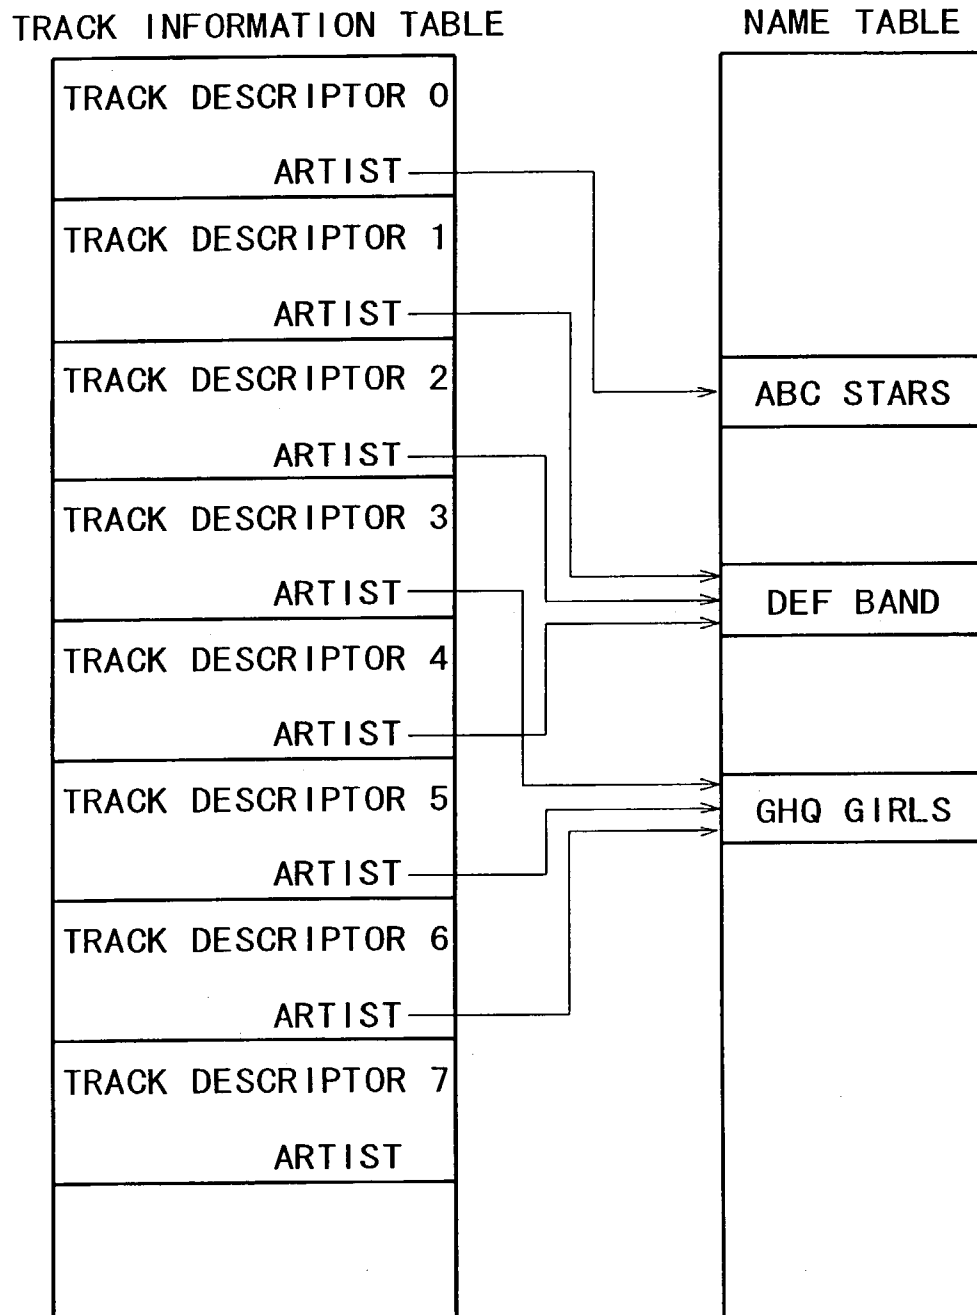 TRACK INFORMATION TABLE
TRACK DESCRIPTOR 0
ARTIST
TRACK DESCRIPTOR 1
ARTIST
TRACK DESCRIPTOR 2
ARTIST
TRACK DESCRIPTOR 3
ARTIST
TRACK DESCRIPTOR 4
ARTIST
TRACK DESCRIPTOR 5
ARTIST
TRACK DESCRIPTOR 6
ARTIST
TRACK DESCRIPTOR 7
ARTIST
NAME TABLE
ABC STARS
DEF BAND
GHQ GIRLS